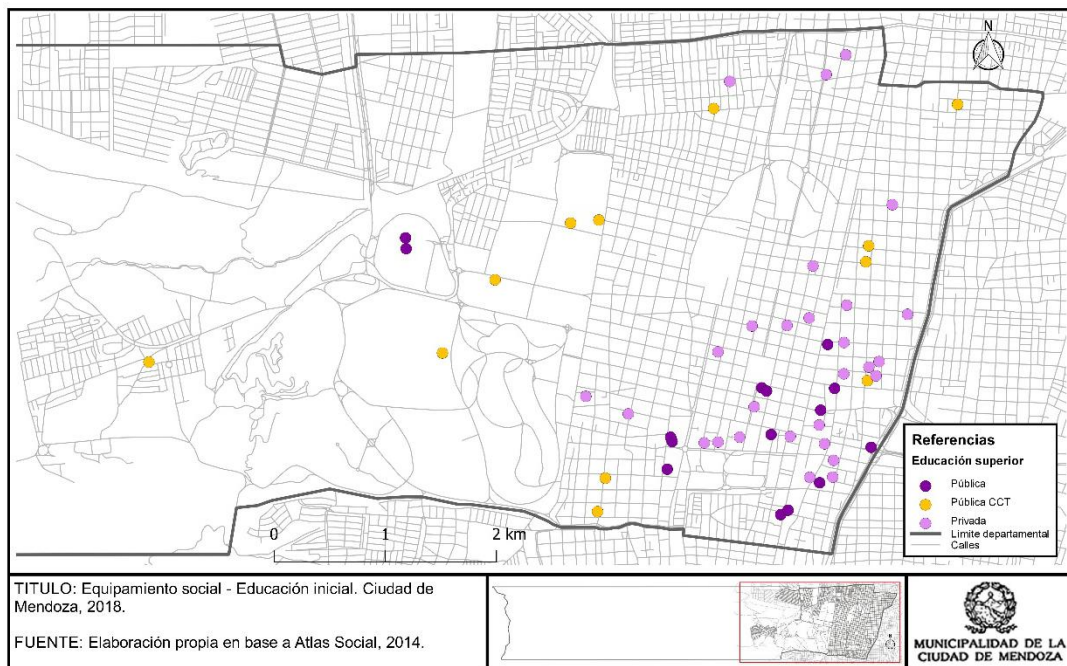 N
0 1 2 km
Referencias
Educación superior
Pública
Pública CCT
Privada
Límite departamental
Calles
TITULO: Equipamiento social - Educación inicial. Ciudad de
Mendoza, 2018.
FUENTE: Elaboración propia en base a Atlas Social, 2014.
MUNICIPALIDAD DE LA
CIUDAD DE MENDOZA